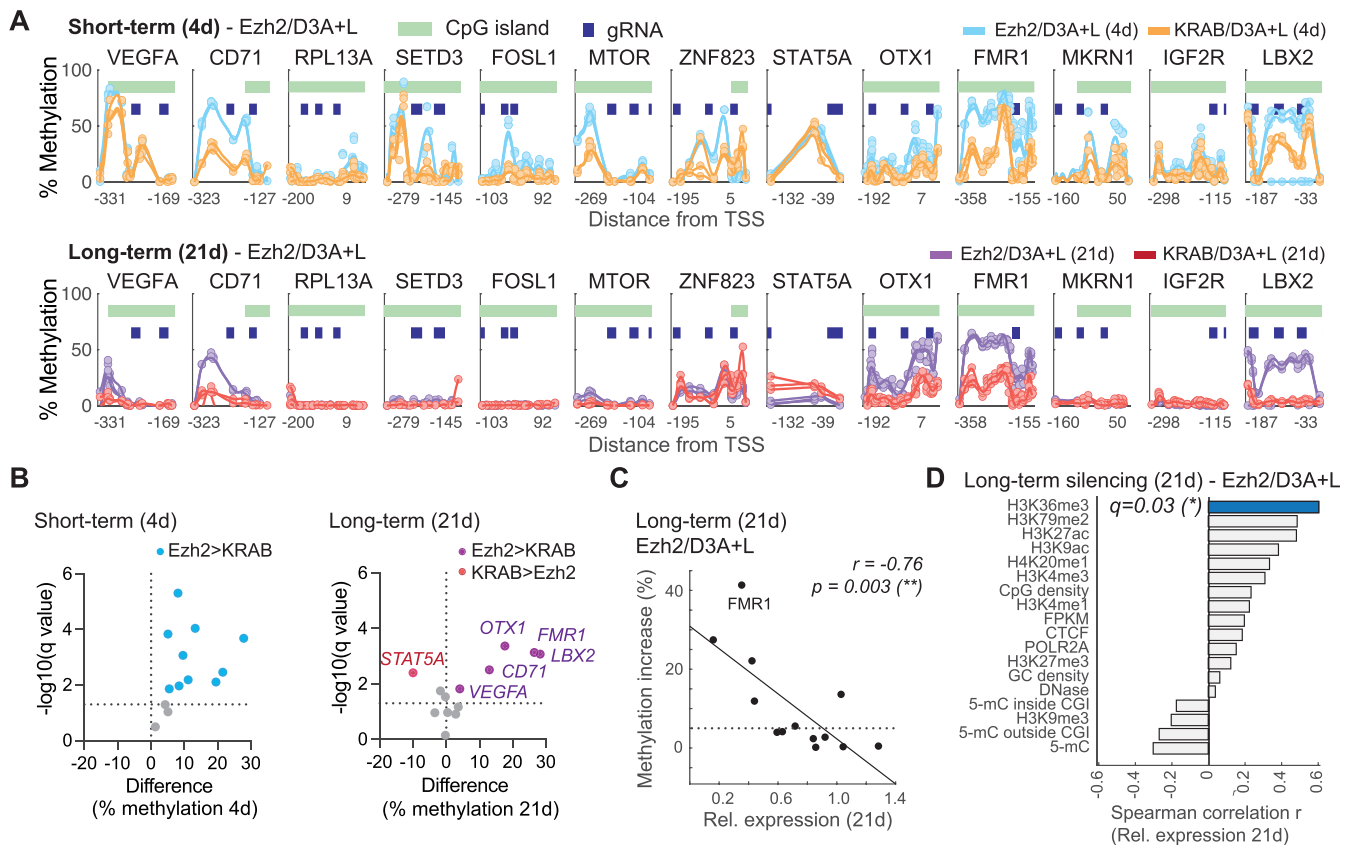 A
Short-term (4d) - Ezh2/D3A+L
CpG island
gRNA
Ezh2/D3A+L (4d)
KRAB/D3A+L (4d)
VEGFA CD71 RPL13A SETD3 FOSL1 MTOR ZNF823 STAT5A OTX1 FMR1 MKRN1 IGF2R LBX2
100
50
0
% Methylation
-331 -169 -323 -127 -200 9 -279 -145 -106 92 -269 -104 -195 5 -132 -39 -192 7 -358 -155 -160 50 -298 -115 -187 -33
Distance from TSS
Long-term (21d) - Ezh2/D3A+L
Ezh2/D3A+L (21d)
KRAB/D3A+L (21d)
VEGFA CD71 RPL13A SETD3 FOSL1 MTOR ZNF823 STAT5A OTX1 FMR1 MKRN1 IGF2R LBX2
100
50
0
% Methylation
-331 -169 -323 -127 -200 9 -279 -145 -106 92 -269 -104 -195 5 -132 -39 -192 7 -358 -155 -160 50 -298 -115 -187 -33
Distance from TSS
B
Short-term (4d)
Ezh2>KRAB
6
4
2
0
-log10(q value)
-20 -10 0 10 20 30
Difference
(% methylation 4d)
Long-term (21d)
Ezh2>KRAB
KRAB>Ezh2
6
4
2
0
-log10(q value)
OTX1
FMR1
LBX2
STAT5A
CD71
VEGFA
-20 -10 0 10 20 30
Difference
(% methylation 21d)
C
Long-term (21d)
Ezh2/D3A+L
r = -0.76
p = 0.003 (**)
FMR1
40
20
0
Methylation increase (%)
0.2 0.6 1.0 1.4
Rel. expression (21d)
D
Long-term silencing (21d) - Ezh2/D3A+L
q=0.03 (*)
H3K36me3
H3K79me2
H3K27ac
H3K9ac
H4K20me1
H3K4me3
CpG density
H3K4me1
FPKM
CTCF
POLR2A
H3K27me3
GC density
DNase
5-mC inside CGI
H3K9me3
5-mC outside CGI
5-mC
-0.6 -0.4 -0.2 0 0.2 0.4 0.6
Spearman correlation r
(Rel. expression 21d)